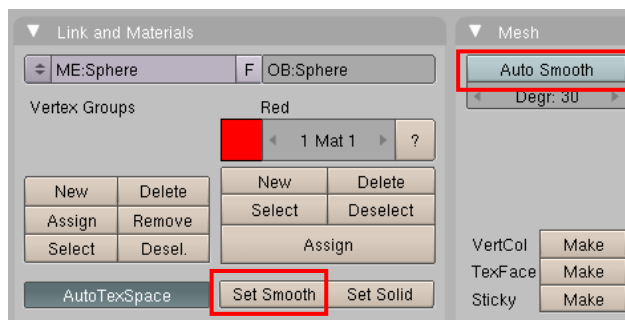 Link and Materials
ME:Sphere F OB:Sphere
Vertex Groups
Red
1 Mat 1 ?
New Delete
Assign Remove
Select Desel.
New Delete
Select Deselect
Assign
AutoTexSpace
Set Smooth Set Solid
Mesh
Auto Smooth
Degr: 30
VertCol Make
TexFace Make
Sticky Make